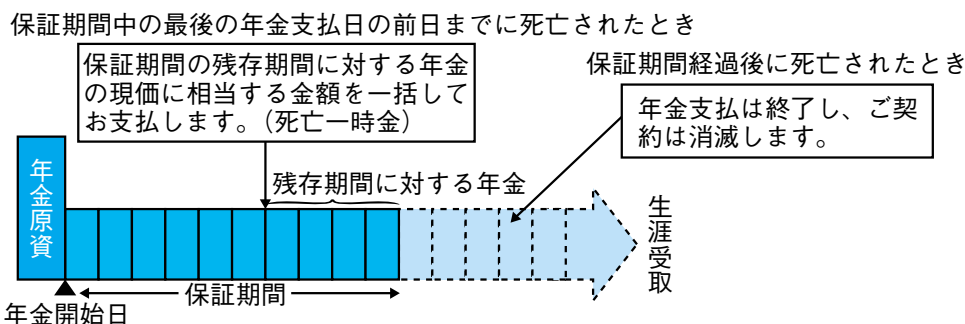 保証期間中の最後の年金支払日の前日までに死亡されたとき
保証期間の残存期間に対する年金
の現価に相当する金額を一括して
お支払します。（死亡一時金）
保証期間経過後に死亡されたとき
年金支払は終了し、ご契
約は消滅します。
年金原資
残存期間に対する年金
生涯受取
保証期間
年金開始日